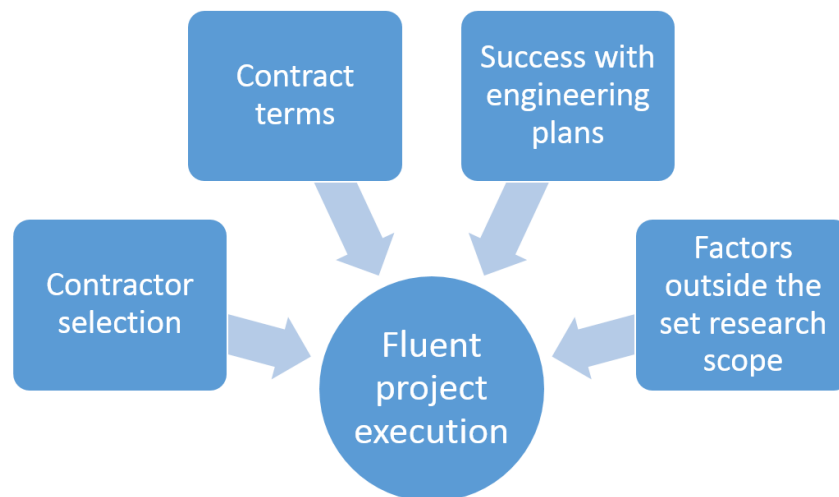 Contract
terms
Success with
engineering
plans
Contractor
selection
Factors
outside the
set research
scope
Fluent
project
execution